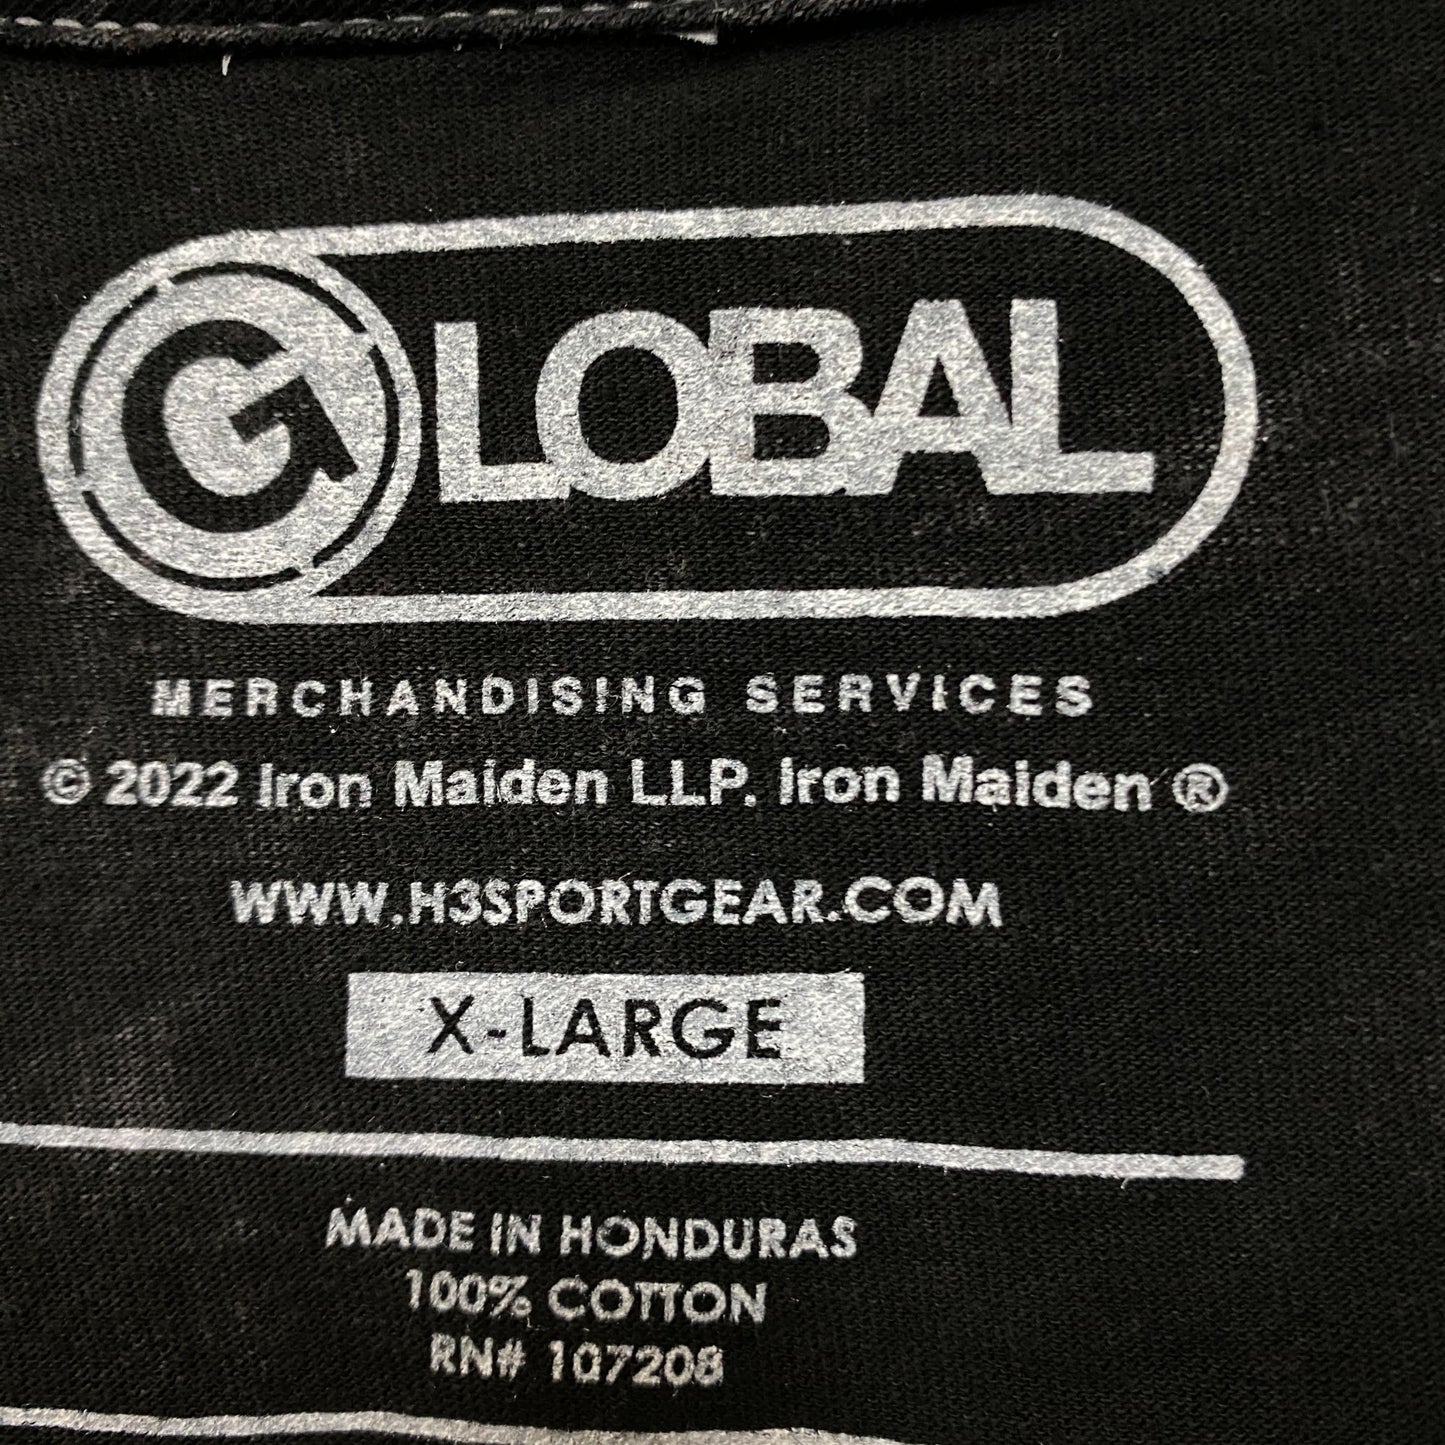 GLOBAL
MERCHANDISING SERVICES
© 2022 Iron Maiden LLP. Iron Maiden ®
WWW.H3SPORTGEAR.COM
X-LARGE
MADE IN HONDURAS
100% COTTON
RN# 107208